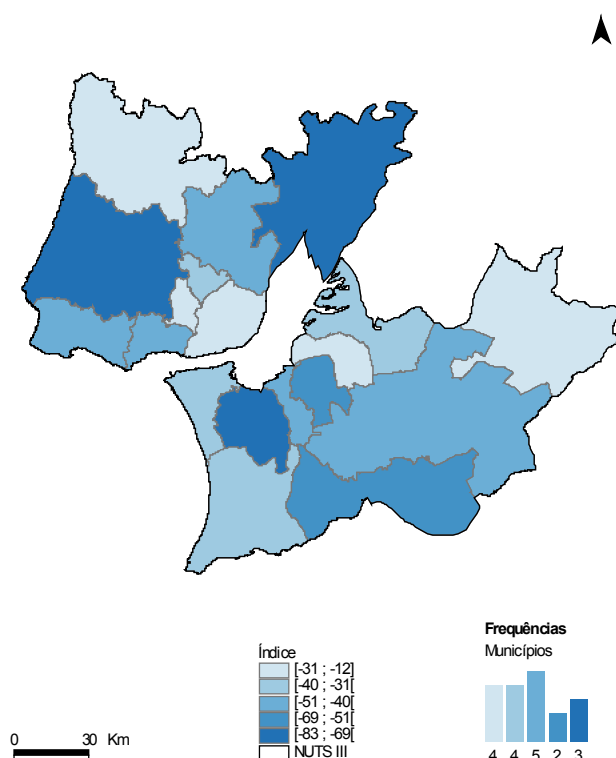 Índice
[-31 ; -12]
[-40 ; -31[
[-51 ; -40[
[-69 ; -51[
[-83 ; -69[
NUTS III
Frequências
Municípios
4 4 5 2 3
0 30 Km